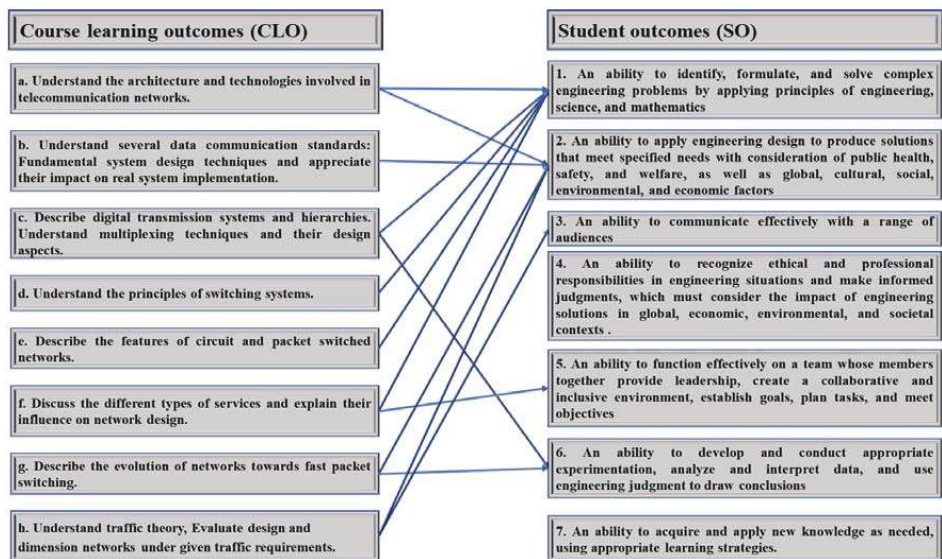 Course learning outcomes (CLO)
a. Understand the architecture and technologies involved in
telecommunication networks.
b. Understand several data communication standards:
Fundamental system design techniques and appreciate
their impact on real system implementation.
c. Describe digital transmission systems and hierarchies.
Understand multiplexing techniques and their design
aspects.
d. Understand the principles of switching systems.
e. Describe the features of circuit and packet switched
networks.
f. Discuss the different types of services and explain their
influence on network design.
g. Describe the evolution of networks towards fast packet
switching.
h. Understand traffic theory, Evaluate design and
dimension networks under given traffic requirements.
Student outcomes (SO)
1. An ability to identify, formulate, and solve complex
engineering problems by applying principles of engineering,
science, and mathematics
2. An ability to apply engineering design to produce solutions
that meet specified needs with consideration of public health,
safety, and welfare, as well as global, cultural, social,
environmental, and economic factors
3. An ability to communicate effectively with a range of
audiences
4. An ability to recognize ethical and professional
responsibilities in engineering situations and make informed
judgments, which must consider the impact of engineering
solutions in global, economic, environmental, and societal
contexts .
5. An ability to function effectively on a team whose members
together provide leadership, create a collaborative and
inclusive environment, establish goals, plan tasks, and meet
objectives
6. An ability to develop and conduct appropriate
experimentation, analyze and interpret data, and use
engineering judgment to draw conclusions
7. An ability to acquire and apply new knowledge as needed,
using appropriate learning strategies.